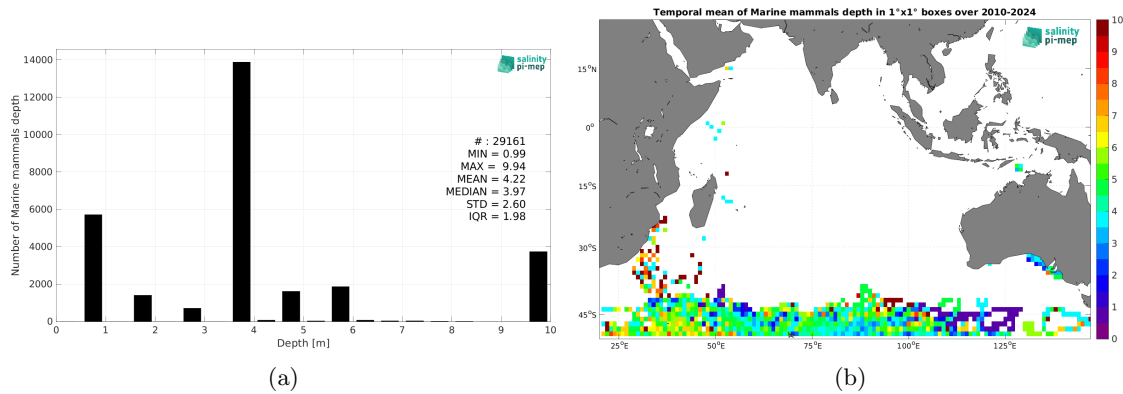 Number of Marine mammals depth
14000
12000
10000
8000
6000
4000
2000
0
0 1 2 3 4 5 6 7 8 9 10
Depth [m]
salinity
pi-mep
# : 29161
MIN = 0.99
MAX = 9.94
MEAN = 4.22
MEDIAN = 3.97
STD = 2.60
IQR = 1.98
(a)
Temporal mean of Marine mammals depth in 1°x1° boxes over 2010-2024
salinity
pi-mep
15°N
0°
15°S
30°S
45°S
25°E 50°E 75°E 100°E 125°E
10
9
8
7
6
5
4
3
2
1
0
(b)